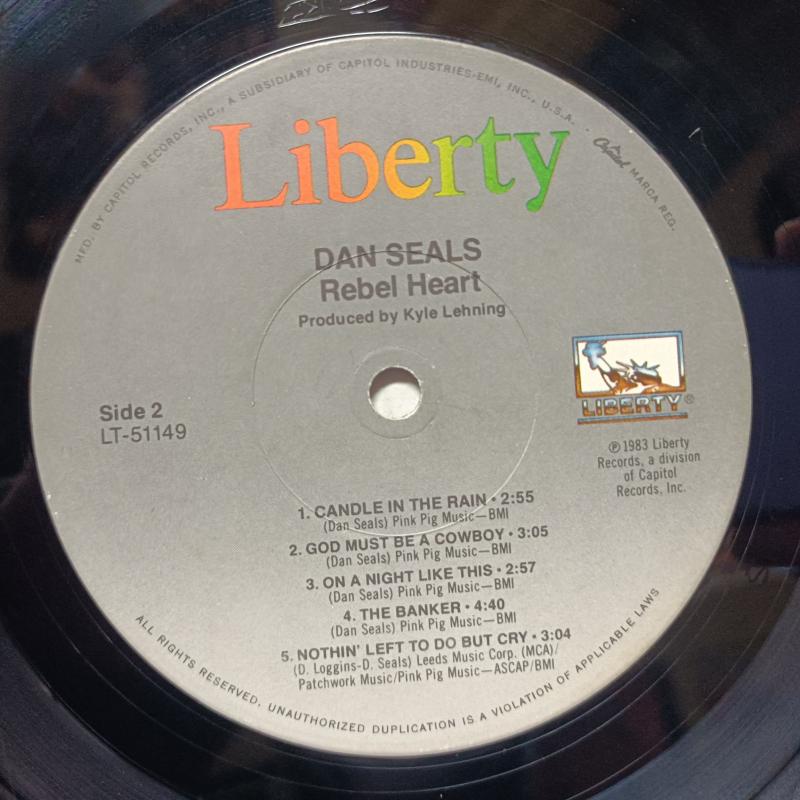 MFD. BY CAPITOL RECORDS, INC., A SUBSIDIARY OF CAPITOL INDUSTRIES-EMI, INC., U.S.A. · Capitol MARCA REG.
Liberty
DAN SEALS
Rebel Heart
Produced by Kyle Lehning
LIBERTY®
Side 2
LT-51149
℗ 1983 Liberty
Records, a division
of Capitol
Records, Inc.
1. CANDLE IN THE RAIN • 2:55
(Dan Seals) Pink Pig Music—BMI
2. GOD MUST BE A COWBOY • 3:05
(Dan Seals) Pink Pig Music—BMI
3. ON A NIGHT LIKE THIS • 2:57
(Dan Seals) Pink Pig Music—BMI
4. THE BANKER • 4:40
(Dan Seals) Pink Pig Music—BMI
5. NOTHIN' LEFT TO DO BUT CRY • 3:04
(D. Loggins-D. Seals) Leeds Music Corp. (MCA)/
Patchwork Music/Pink Pig Music—ASCAP/BMI
ALL RIGHTS RESERVED. UNAUTHORIZED DUPLICATION IS A VIOLATION OF APPLICABLE LAWS